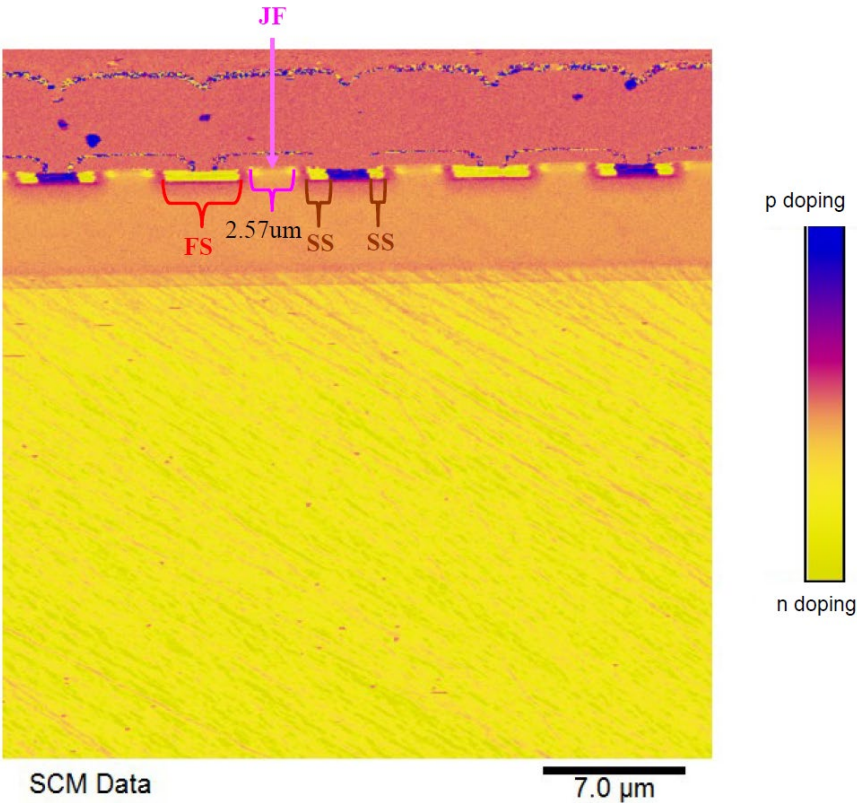 JF
p doping
2.57um
FS
SS
SS
n doping
SCM Data
7.0 µm